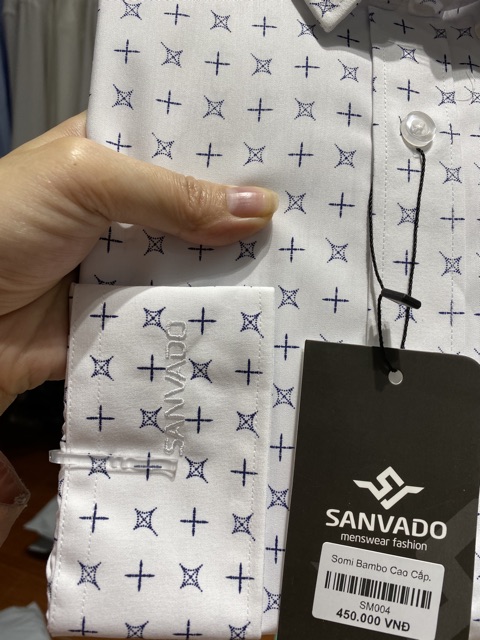 SANVADO
SANVADO
menswear fashion
Somi Bambo Cao Cấp.
SM004
450.000 VNĐ